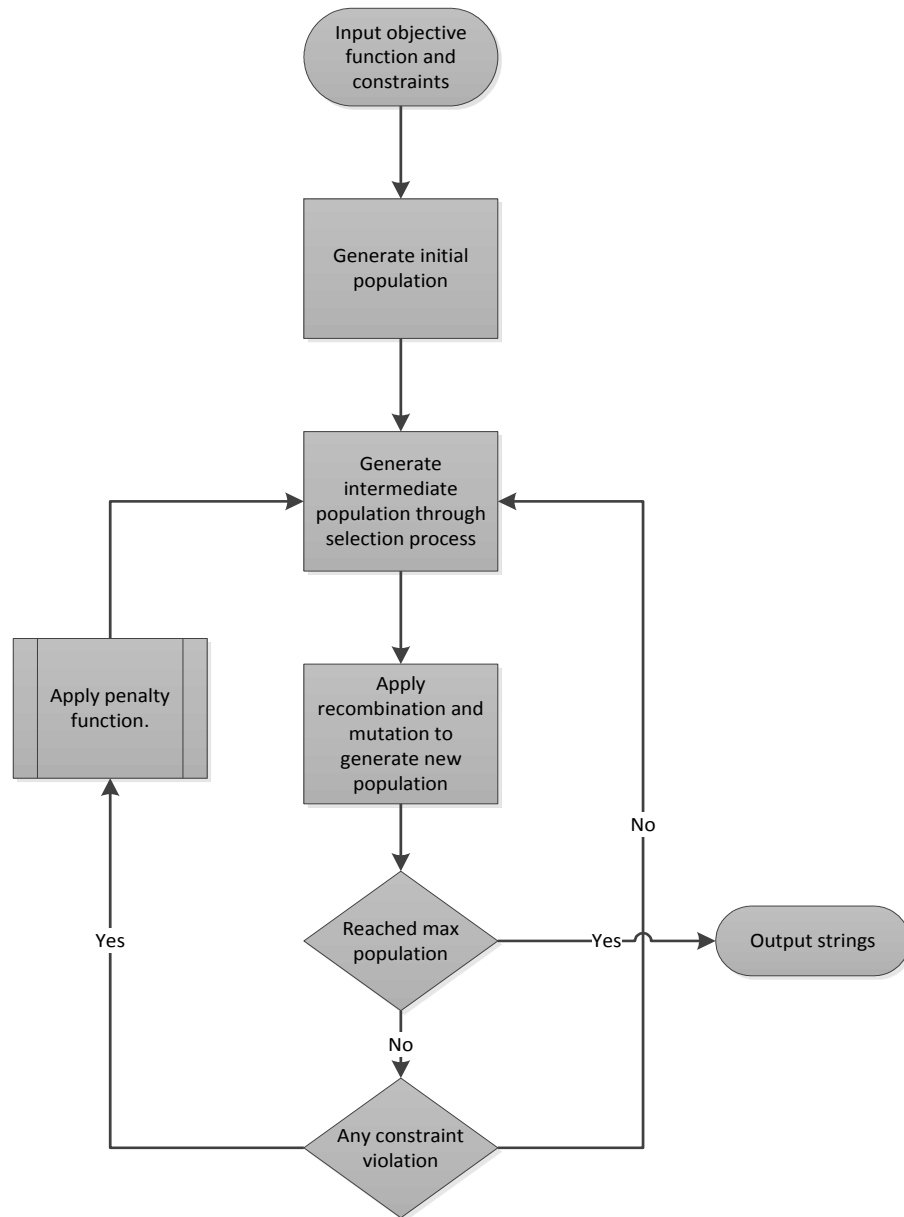 Input objective
function and
constraints
Generate initial
population
Generate
intermediate
population through
selection process
Apply penalty
function.
Apply
recombination and
mutation to
generate new
population
No
Reached max
population
Yes
Output strings
Yes
No
Any constraint
violation